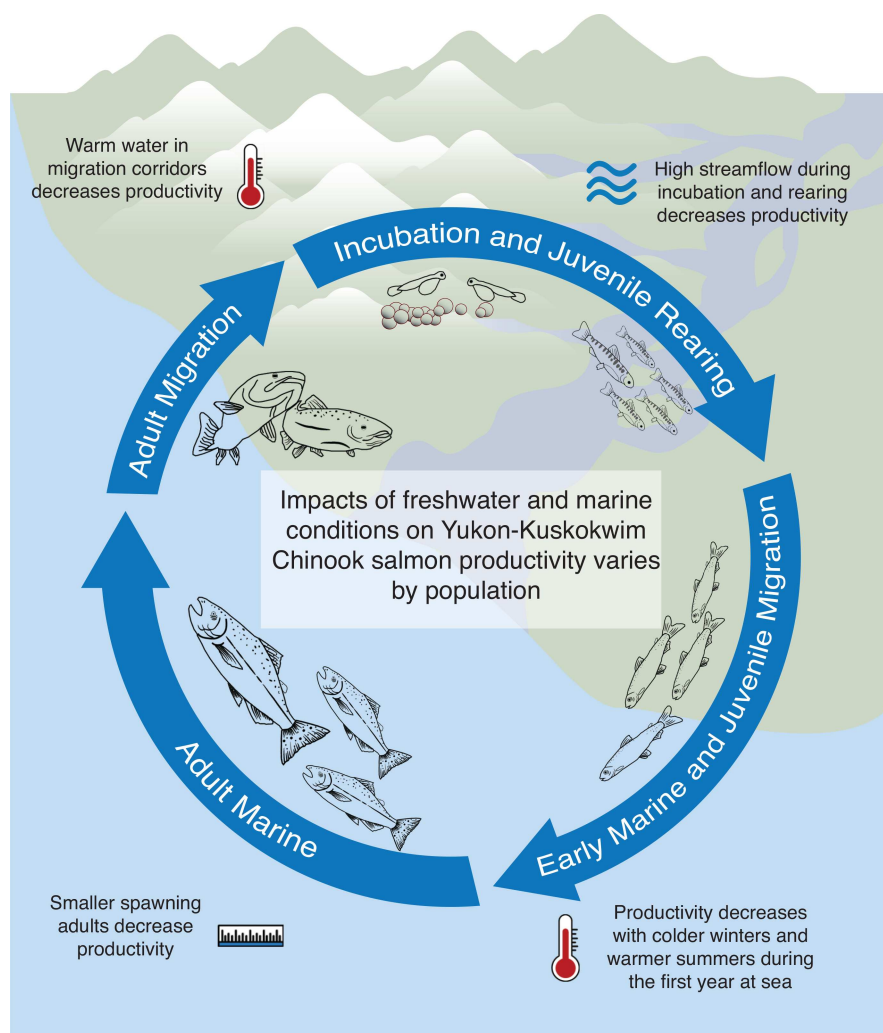 Warm water in
migration corridors
decreases productivity
High streamflow during
incubation and rearing
decreases productivity
Incubation and Juvenile Rearing
Adult Migration
Impacts of freshwater and marine
conditions on Yukon-Kuskokwim
Chinook salmon productivity varies
by population
Early Marine and Juvenile Migration
Adult Marine
Smaller spawning
adults decrease
productivity
Productivity decreases
with colder winters and
warmer summers during
the first year at sea